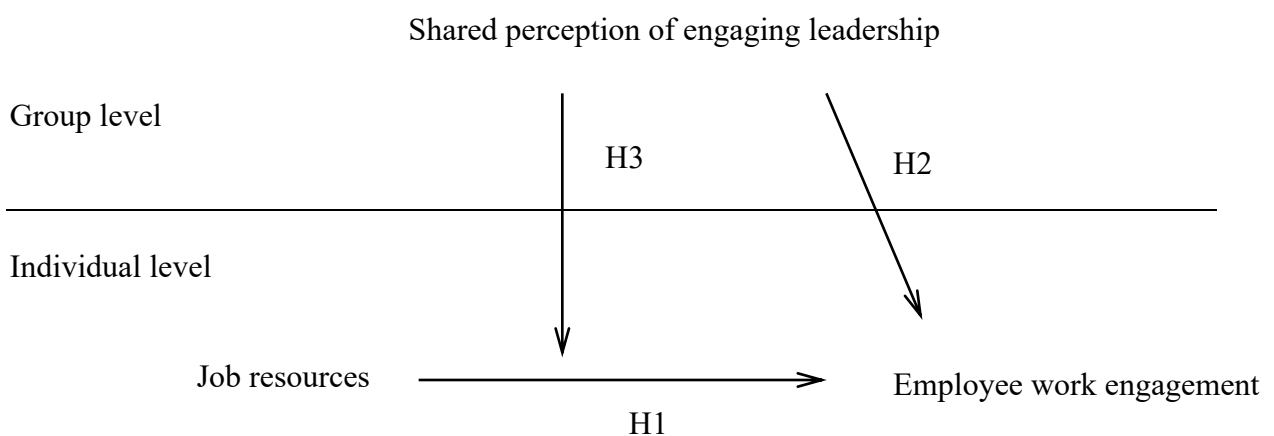 Shared perception of engaging leadership
Group level
H3
H2
Individual level
Job resources
Employee work engagement
H1